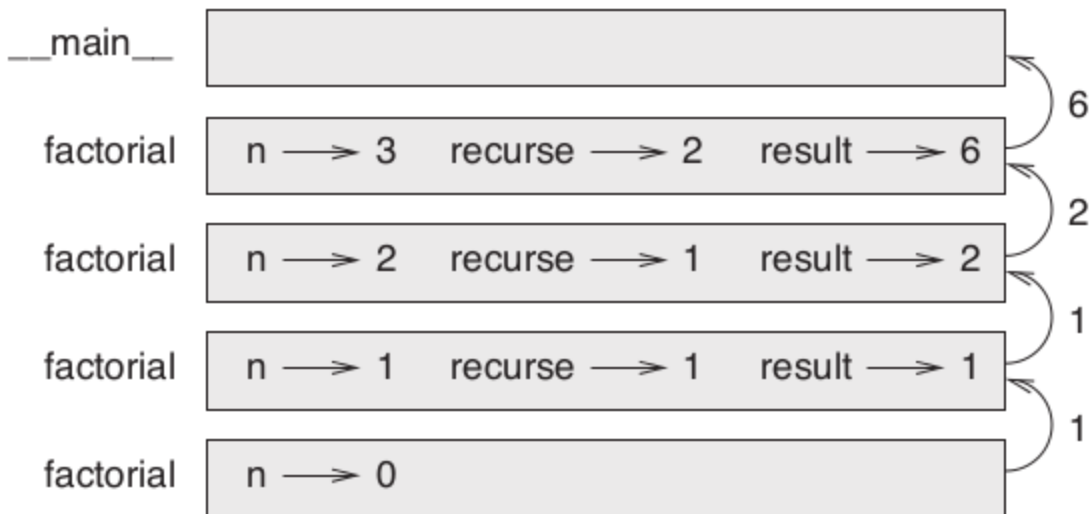 __main__
6
factorial n 3 recurse 2 result 6
2
factorial n 2 recurse 1 result 2
1
factorial n 1 recurse 1 result 1
1
factorial n 0